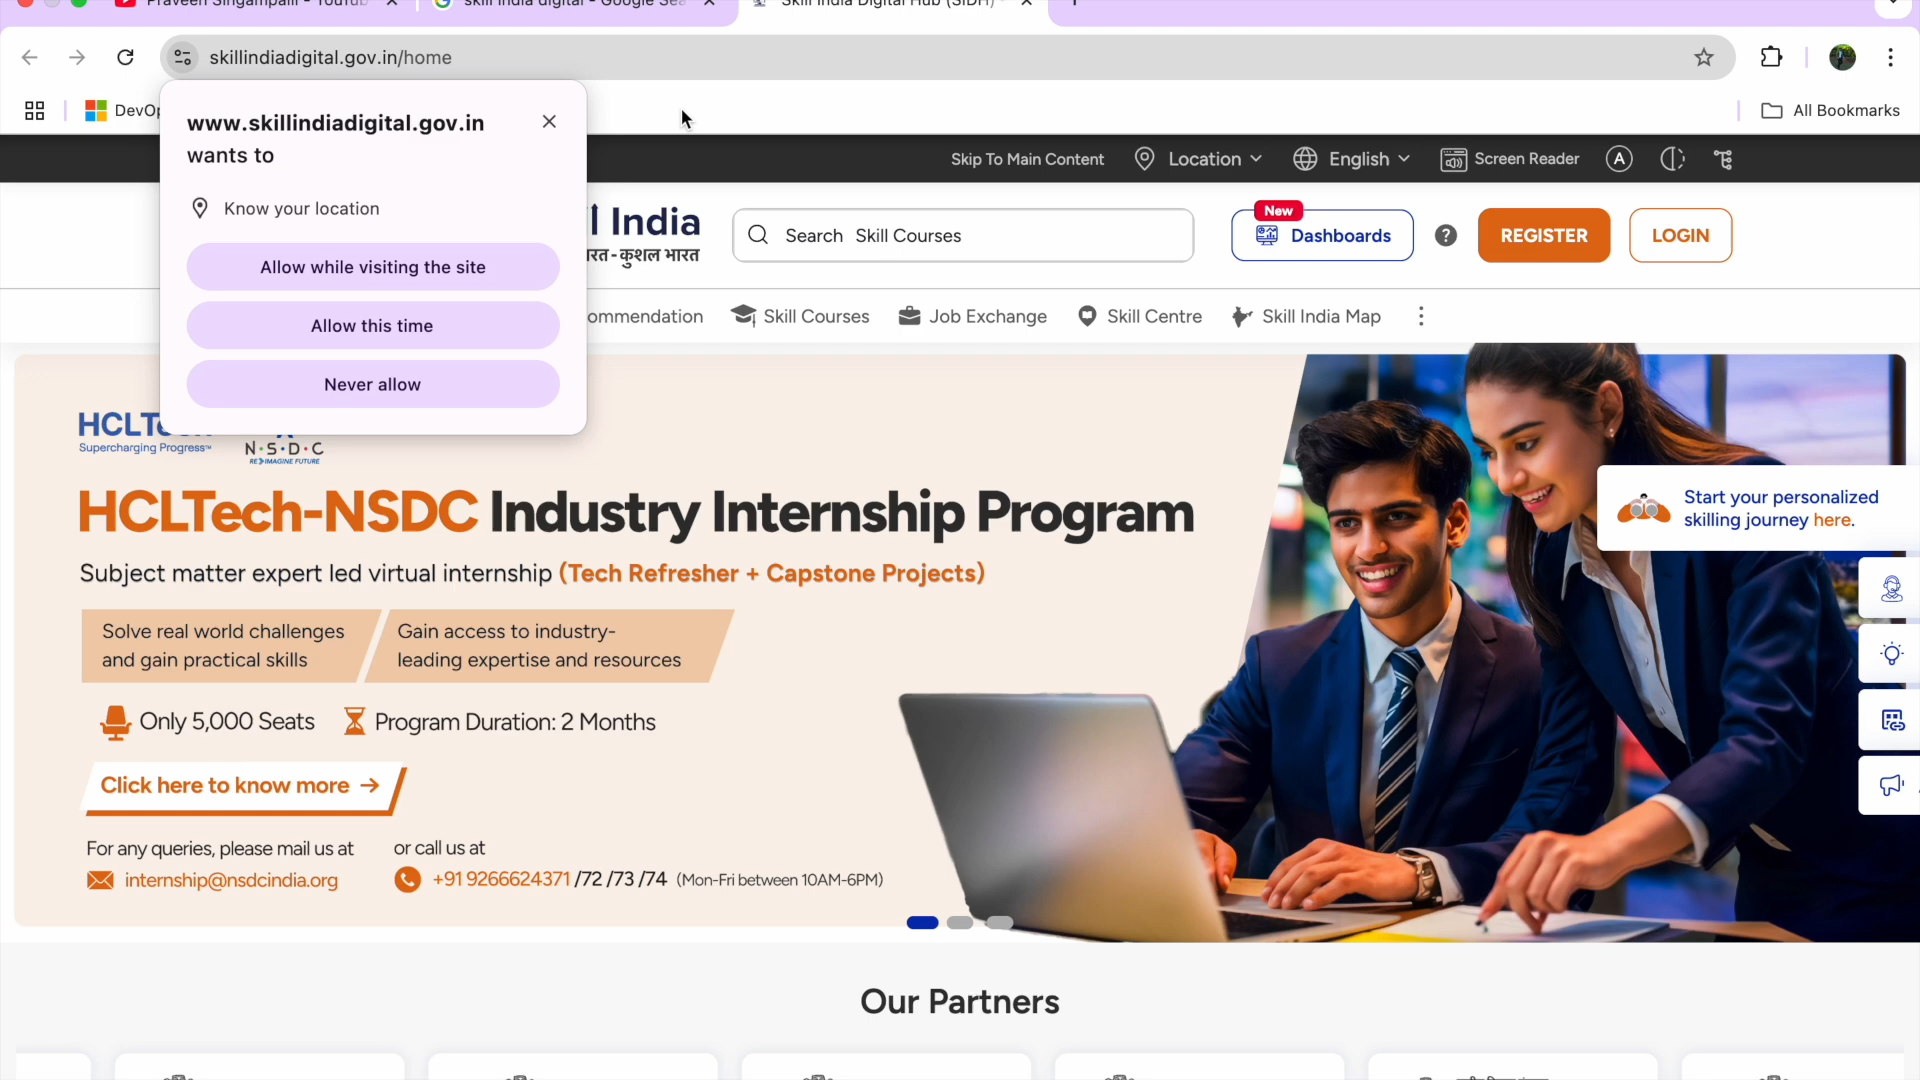 Praveen Singampalli - YouTube
skill india digital - Google Sea
Skill India Digital Hub (SIDH)
skillindiadigital.gov.in/home
DevOp
All Bookmarks
www.skillindiadigital.gov.in
wants to
Know your location
Allow while visiting the site
Allow this time
Never allow
Skip To Main Content
Location
English
Screen Reader
A
l India
रत-कुशल भारत
Search Skill Courses
New
Dashboards
?
REGISTER
LOGIN
ommendation
Skill Courses
Job Exchange
Skill Centre
Skill India Map
HCLTe
Supercharging Progress™
N·S·D·C
RE IMAGINE FUTURE
HCLTech-NSDC Industry Internship Program
Subject matter expert led virtual internship (Tech Refresher + Capstone Projects)
Solve real world challenges
and gain practical skills
Gain access to industry-
leading expertise and resources
Only 5,000 Seats
Program Duration: 2 Months
Click here to know more →
For any queries, please mail us at
internship@nsdcindia.org
or call us at
+91 9266624371 /72 /73 /74 (Mon-Fri between 10AM-6PM)
Start your personalized
skilling journey here.
Our Partners